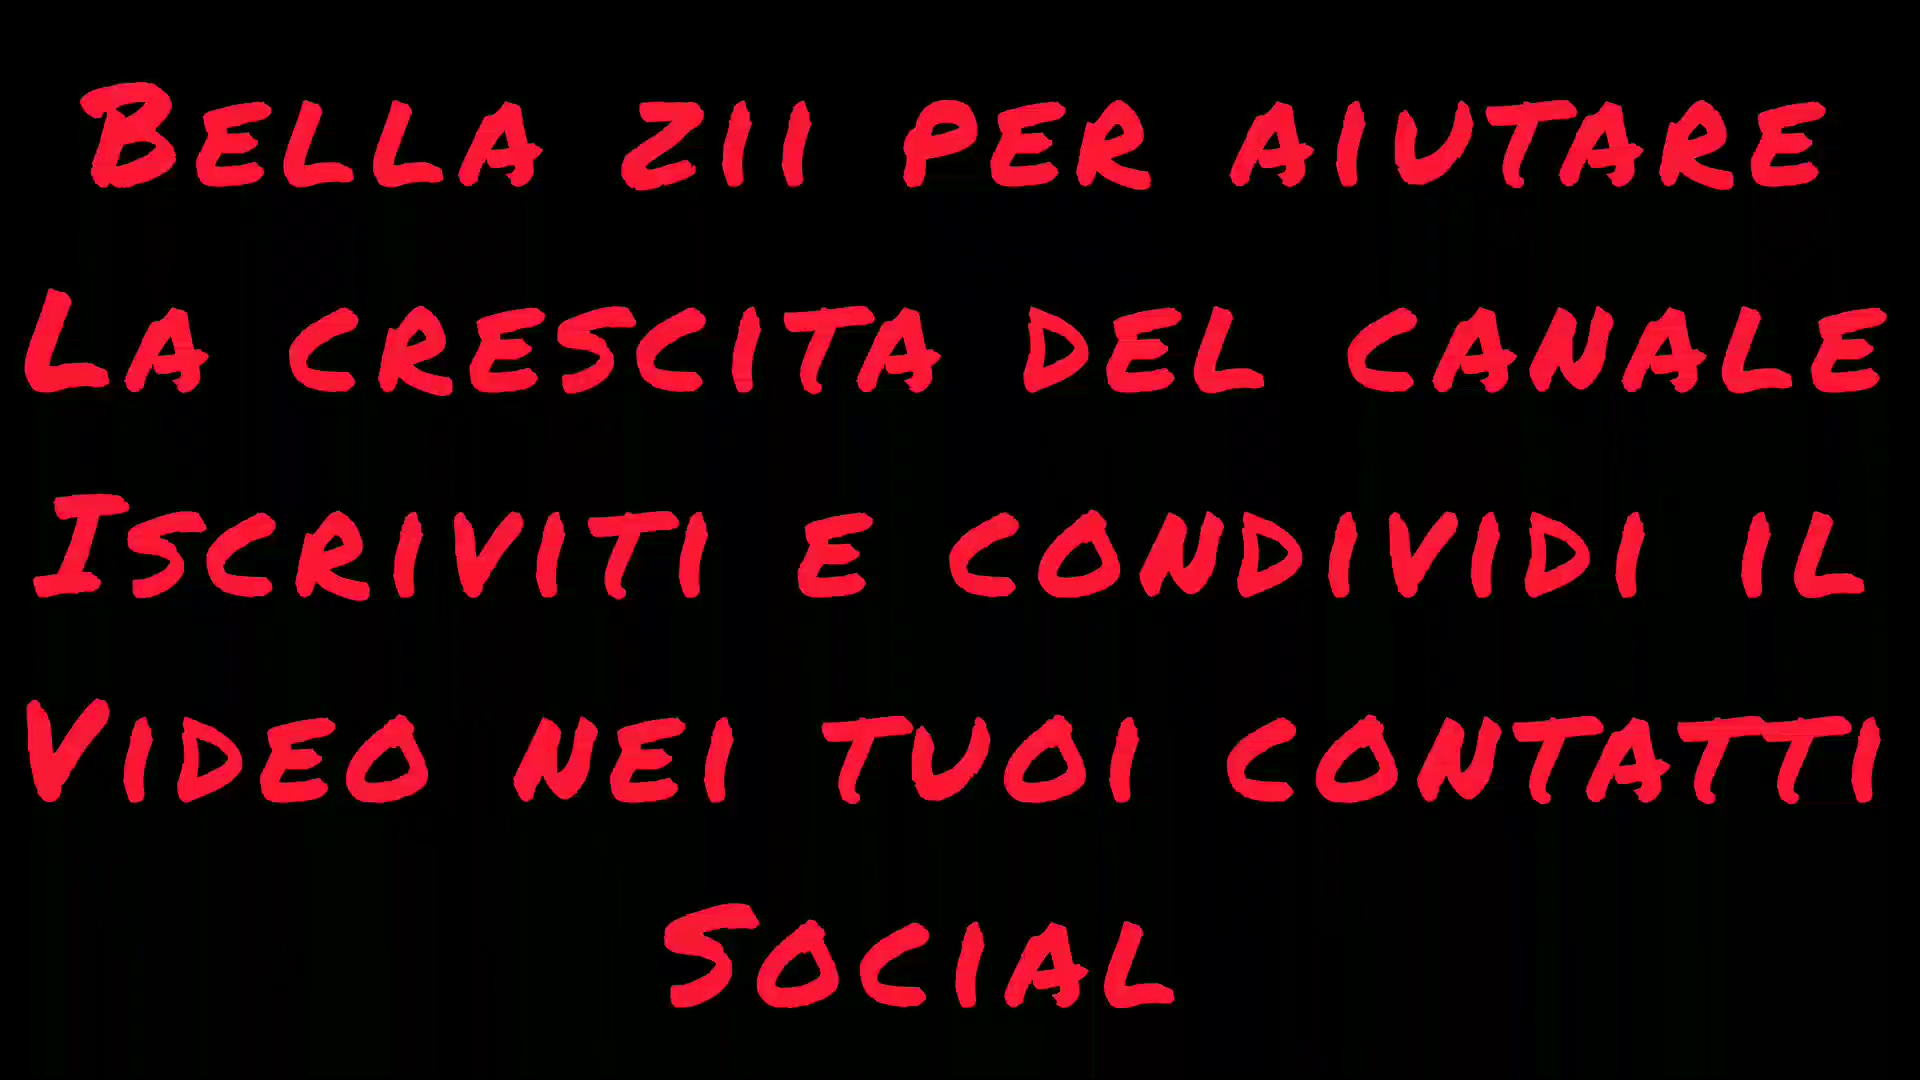 Bella zii per aiutare
La crescita del canale
Iscriviti e condividi il
Video nei tuoi contatti
Social